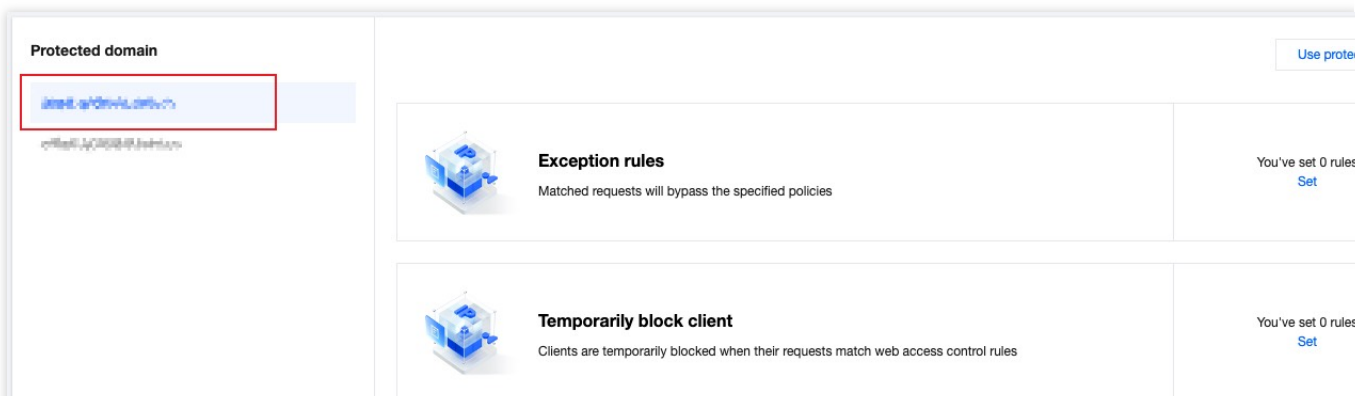 Protected domain
Use prote
Exception rules
Matched requests will bypass the specified policies
You've set 0 rules
Set
Temporarily block client
Clients are temporarily blocked when their requests match web access control rules
You've set 0 rules
Set